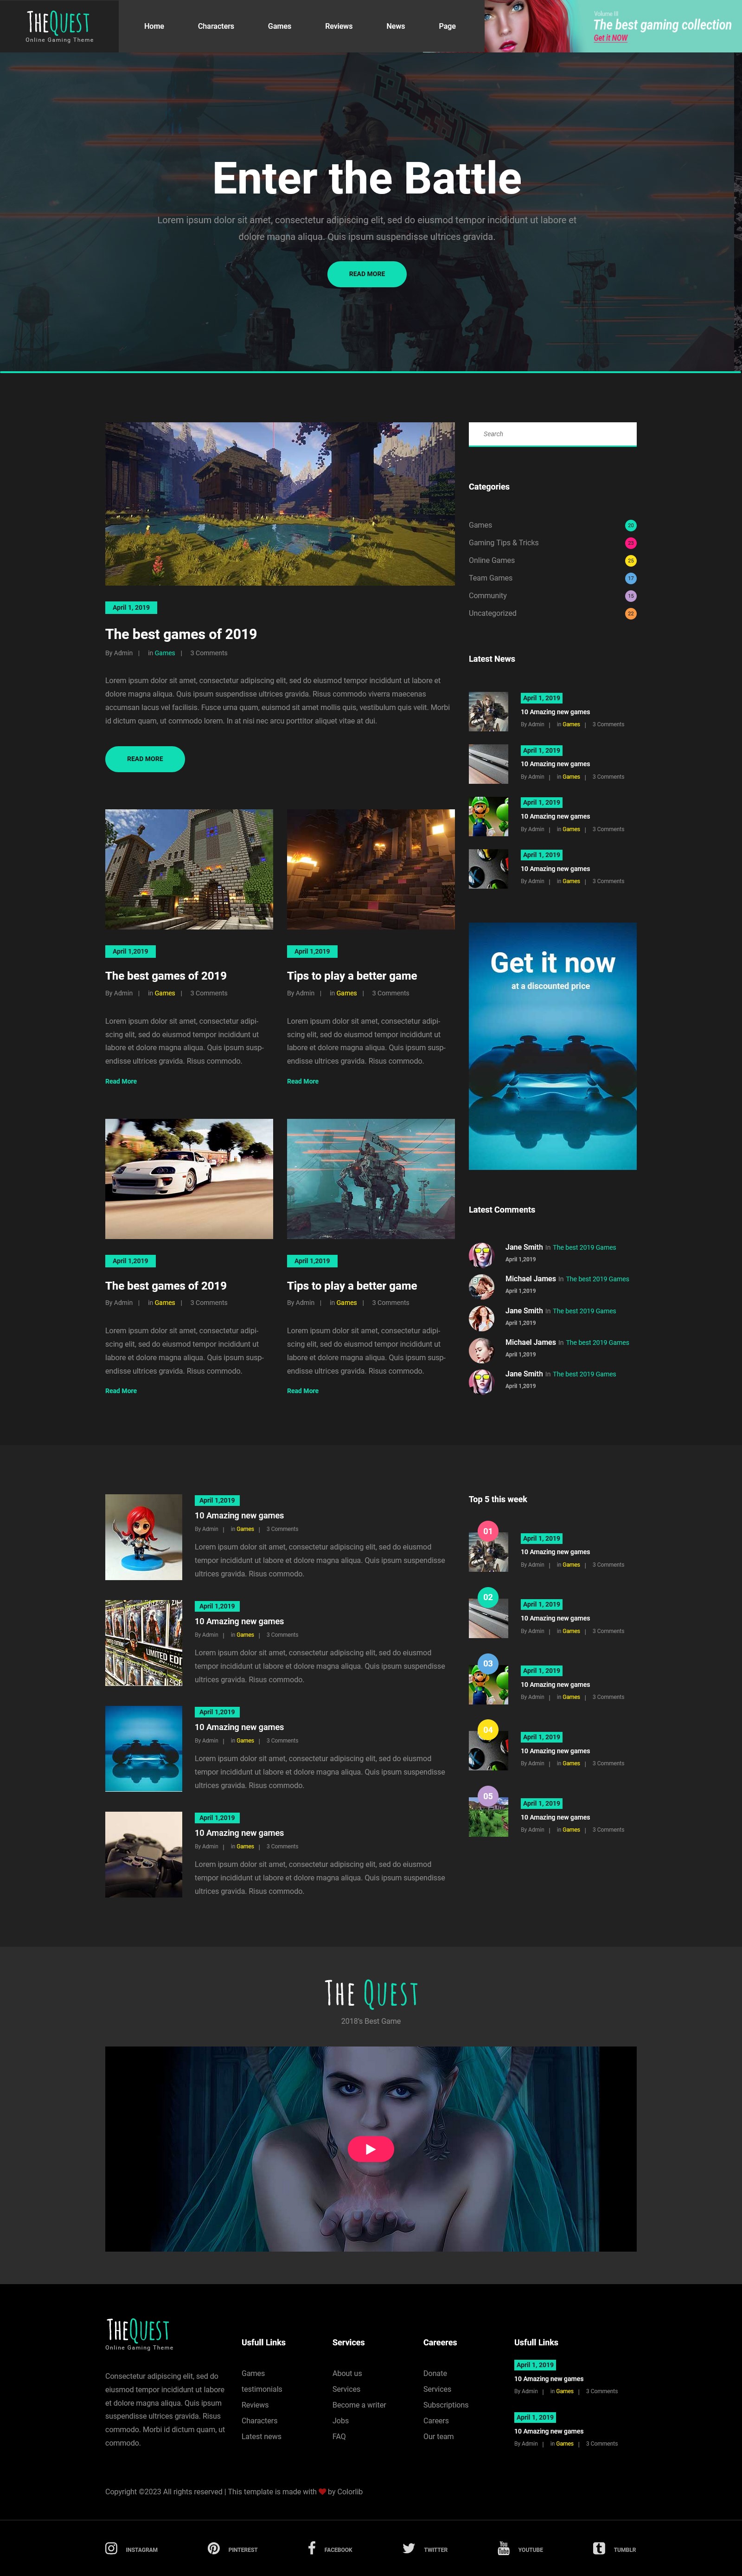 THEQUEST
Online Gaming Theme
Home
Characters
Games
Reviews
News
Page
Volume III
The best gaming collection
Get it NOW
Enter the Battle
Lorem ipsum dolor sit amet, consectetur adipiscing elit, sed do eiusmod tempor incididunt ut labore et
dolore magna aliqua. Quis ipsum suspendisse ultrices gravida.
READ MORE
April 1, 2019
The best games of 2019
By Admin | in Games | 3 Comments
Lorem ipsum dolor sit amet, consectetur adipiscing elit, sed do eiusmod tempor incididunt ut labore et
dolore magna aliqua. Quis ipsum suspendisse ultrices gravida. Risus commodo viverra maecenas
accumsan lacus vel facilisis. Fusce urna quam, euismod sit amet mollis quis, vestibulum quis velit. Morbi
id dictum quam, ut commodo lorem. In at nisi nec arcu porttitor aliquet vitae at dui.
READ MORE
April 1,2019
The best games of 2019
By Admin | in Games | 3 Comments
Lorem ipsum dolor sit amet, consectetur adipi-
scing elit, sed do eiusmod tempor incididunt ut
labore et dolore magna aliqua. Quis ipsum susp-
endisse ultrices gravida. Risus commodo.
Read More
April 1,2019
Tips to play a better game
By Admin | in Games | 3 Comments
Lorem ipsum dolor sit amet, consectetur adipi-
scing elit, sed do eiusmod tempor incididunt ut
labore et dolore magna aliqua. Quis ipsum susp-
endisse ultrices gravida. Risus commodo.
Read More
April 1,2019
The best games of 2019
By Admin | in Games | 3 Comments
Lorem ipsum dolor sit amet, consectetur adipi-
scing elit, sed do eiusmod tempor incididunt ut
labore et dolore magna aliqua. Quis ipsum susp-
endisse ultrices gravida. Risus commodo.
Read More
April 1,2019
Tips to play a better game
By Admin | in Games | 3 Comments
Lorem ipsum dolor sit amet, consectetur adipi-
scing elit, sed do eiusmod tempor incididunt ut
labore et dolore magna aliqua. Quis ipsum susp-
endisse ultrices gravida. Risus commodo.
Read More
Search
Categories
Games
Gaming Tips & Tricks
Online Games 25
Team Games 17
Community
Uncategorized 22
Latest News
April 1, 2019
10 Amazing new games
By Admin | in Games | 3 Comments
April 1, 2019
10 Amazing new games
By Admin | in Games | 3 Comments
April 1, 2019
10 Amazing new games
By Admin | in Games | 3 Comments
April 1, 2019
10 Amazing new games
By Admin | in Games | 3 Comments
Get it now
at a discounted price
Latest Comments
Jane Smith in The best 2019 Games
April 1,2019
Michael James in The best 2019 Games
April 1,2019
Jane Smith in The best 2019 Games
April 1,2019
Michael James in The best 2019 Games
April 1,2019
Jane Smith in The best 2019 Games
April 1,2019
April 1,2019
10 Amazing new games
By Admin | in Games | 3 Comments
Lorem ipsum dolor sit amet, consectetur adipiscing elit, sed do eiusmod
tempor incididunt ut labore et dolore magna aliqua. Quis ipsum suspendisse
ultrices gravida. Risus commodo.
LIMITED EDI
April 1,2019
10 Amazing new games
By Admin | in Games | 3 Comments
Lorem ipsum dolor sit amet, consectetur adipiscing elit, sed do eiusmod
tempor incididunt ut labore et dolore magna aliqua. Quis ipsum suspendisse
ultrices gravida. Risus commodo.
April 1,2019
10 Amazing new games
By Admin | in Games | 3 Comments
Lorem ipsum dolor sit amet, consectetur adipiscing elit, sed do eiusmod
tempor incididunt ut labore et dolore magna aliqua. Quis ipsum suspendisse
ultrices gravida. Risus commodo.
April 1,2019
10 Amazing new games
By Admin | in Games | 3 Comments
Lorem ipsum dolor sit amet, consectetur adipiscing elit, sed do eiusmod
tempor incididunt ut labore et dolore magna aliqua. Quis ipsum suspendisse
ultrices gravida. Risus commodo.
Top 5 this week
01
April 1, 2019
10 Amazing new games
By Admin | in Games | 3 Comments
02
April 1, 2019
10 Amazing new games
By Admin | in Games | 3 Comments
03
April 1, 2019
10 Amazing new games
By Admin | in Games | 3 Comments
04
April 1, 2019
10 Amazing new games
By Admin | in Games | 3 Comments
05
April 1, 2019
10 Amazing new games
By Admin | in Games | 3 Comments
THE QUEST
2018's Best Game
THEQUEST
Online Gaming Theme
Consectetur adipiscing elit, sed do
eiusmod tempor incididunt ut labore
et dolore magna aliqua. Quis ipsum
suspendisse ultrices gravida. Risus
commodo. Morbi id dictum quam, ut
commodo.
Usfull Links
Games
testimonials
Reviews
Characters
Latest news
Services
About us
Services
Become a writer
Jobs
FAQ
Careeres
Donate
Services
Subscriptions
Careers
Our team
Usfull Links
April 1, 2019
10 Amazing new games
By Admin | in Games | 3 Comments
April 1, 2019
10 Amazing new games
By Admin | in Games | 3 Comments
Copyright ©2023 All rights reserved | This template is made with ♥ by Colorlib
INSTAGRAM
PINTEREST
FACEBOOK
TWITTER
YOUTUBE
TUMBLR